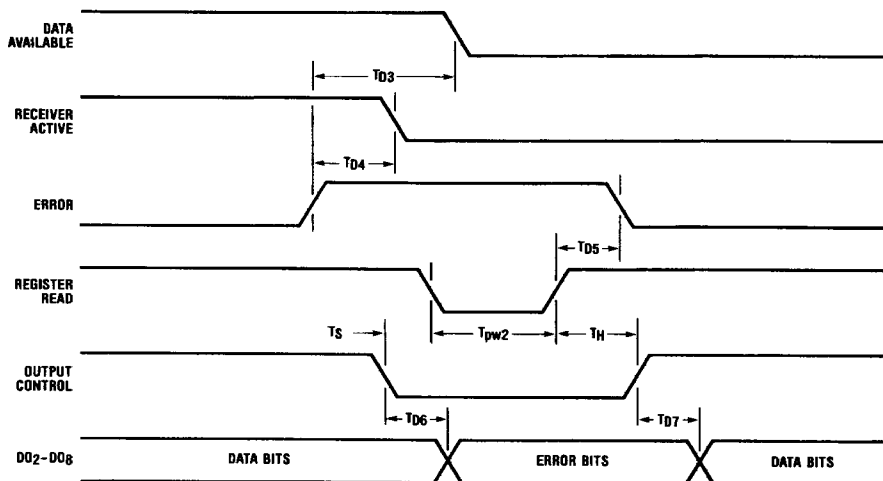 DATA
AVAILABLE
TD3
RECEIVER
ACTIVE
TD4
ERROR
TD5
REGISTER
READ
TS
Tpw2
TH
OUTPUT
CONTROL
TD6
TD7
DO2-DO8
DATA BITS
ERROR BITS
DATA BITS